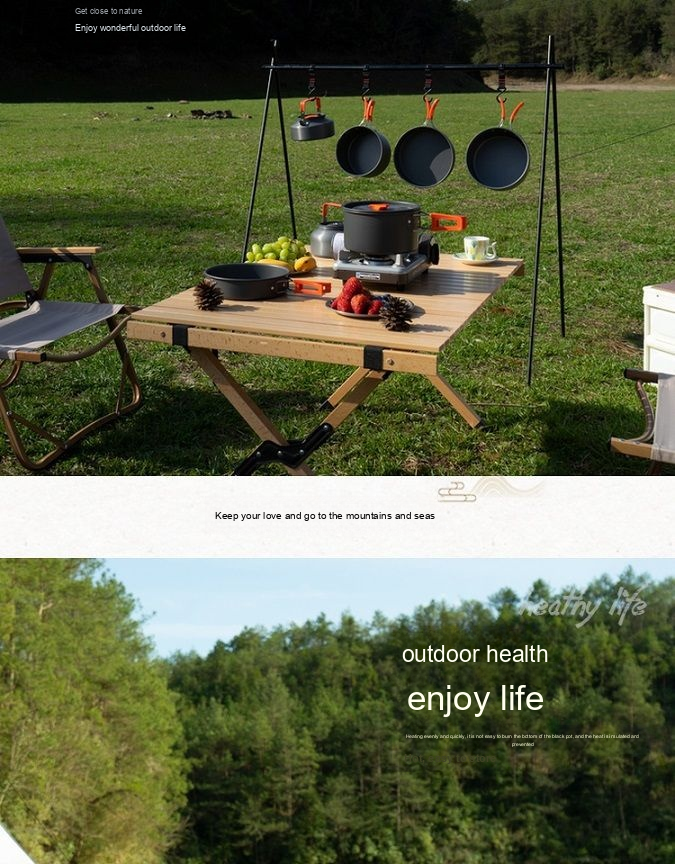 Get close to nature
Enjoy wonderful outdoor life
Keep your love and go to the mountains and seas
heathy life
outdoor health
enjoy life
Heating evenly and quickly, it is not easy to burn the bottom of the black pot, and the heat is insulated and
prevented